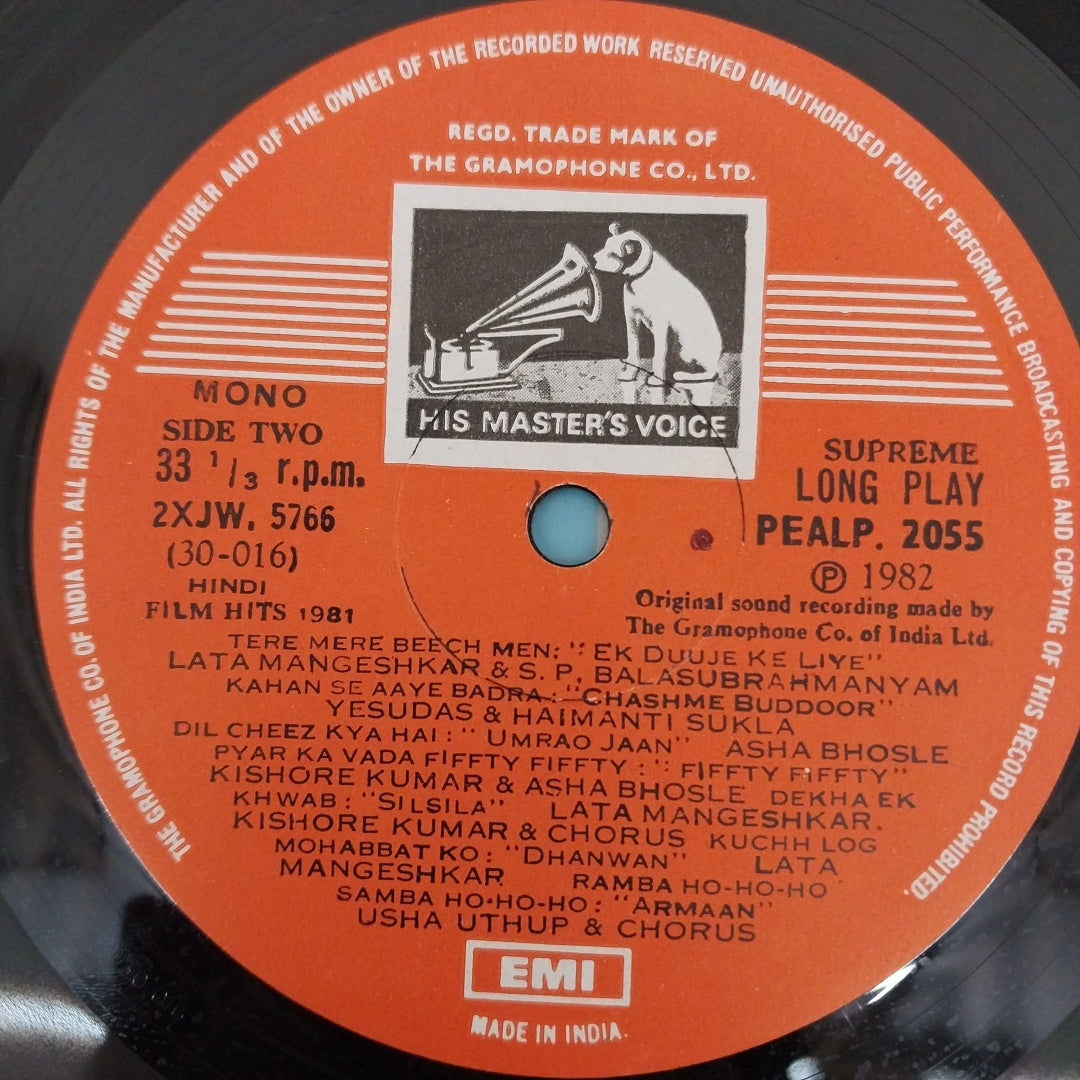 THE GRAMOPHONE CO. OF INDIA LTD. ALL RIGHTS OF THE MANUFACTURER AND OF THE OWNER OF THE RECORDED WORK RESERVED UNAUTHORISED PUBLIC PERFORMANCE BROADCASTING AND COPYING OF THIS RECORD PROHIBITED.
REGD. TRADE MARK OF
THE GRAMOPHONE CO., LTD.
HIS MASTER'S VOICE
MONO
SIDE TWO
33 1/3 r.p.m.
2XJW. 5766
(30-016)
HINDI
FILM HITS 1981
SUPREME
LONG PLAY
PEALP. 2055
Ⓟ 1982
Original sound recording made by
The Gramophone Co. of India Ltd.
TERE MERE BEECH MEN: "EK DUUJE KE LIYE"
LATA MANGESHKAR & S. P. BALASUBRAHMANYAM
KAHAN SE AAYE BADRA: "CHASHME BUDDOOR"
YESUDAS & HAIMANTI SUKLA
DIL CHEEZ KYA HAI: "UMRAO JAAN" ASHA BHOSLE
PYAR KA VADA FIFFTY FIFFTY: "FIFFTY FIFFTY"
KISHORE KUMAR & ASHA BHOSLE DEKHA EK
KHWAB: "SILSILA" LATA MANGESHKAR.
KISHORE KUMAR & CHORUS KUCHH LOG
MOHABBAT KO: "DHANWAN" LATA
MANGESHKAR RAMBA HO-HO-HO
SAMBA HO-HO-HO: "ARMAAN"
USHA UTHUP & CHORUS
EMI
MADE IN INDIA.